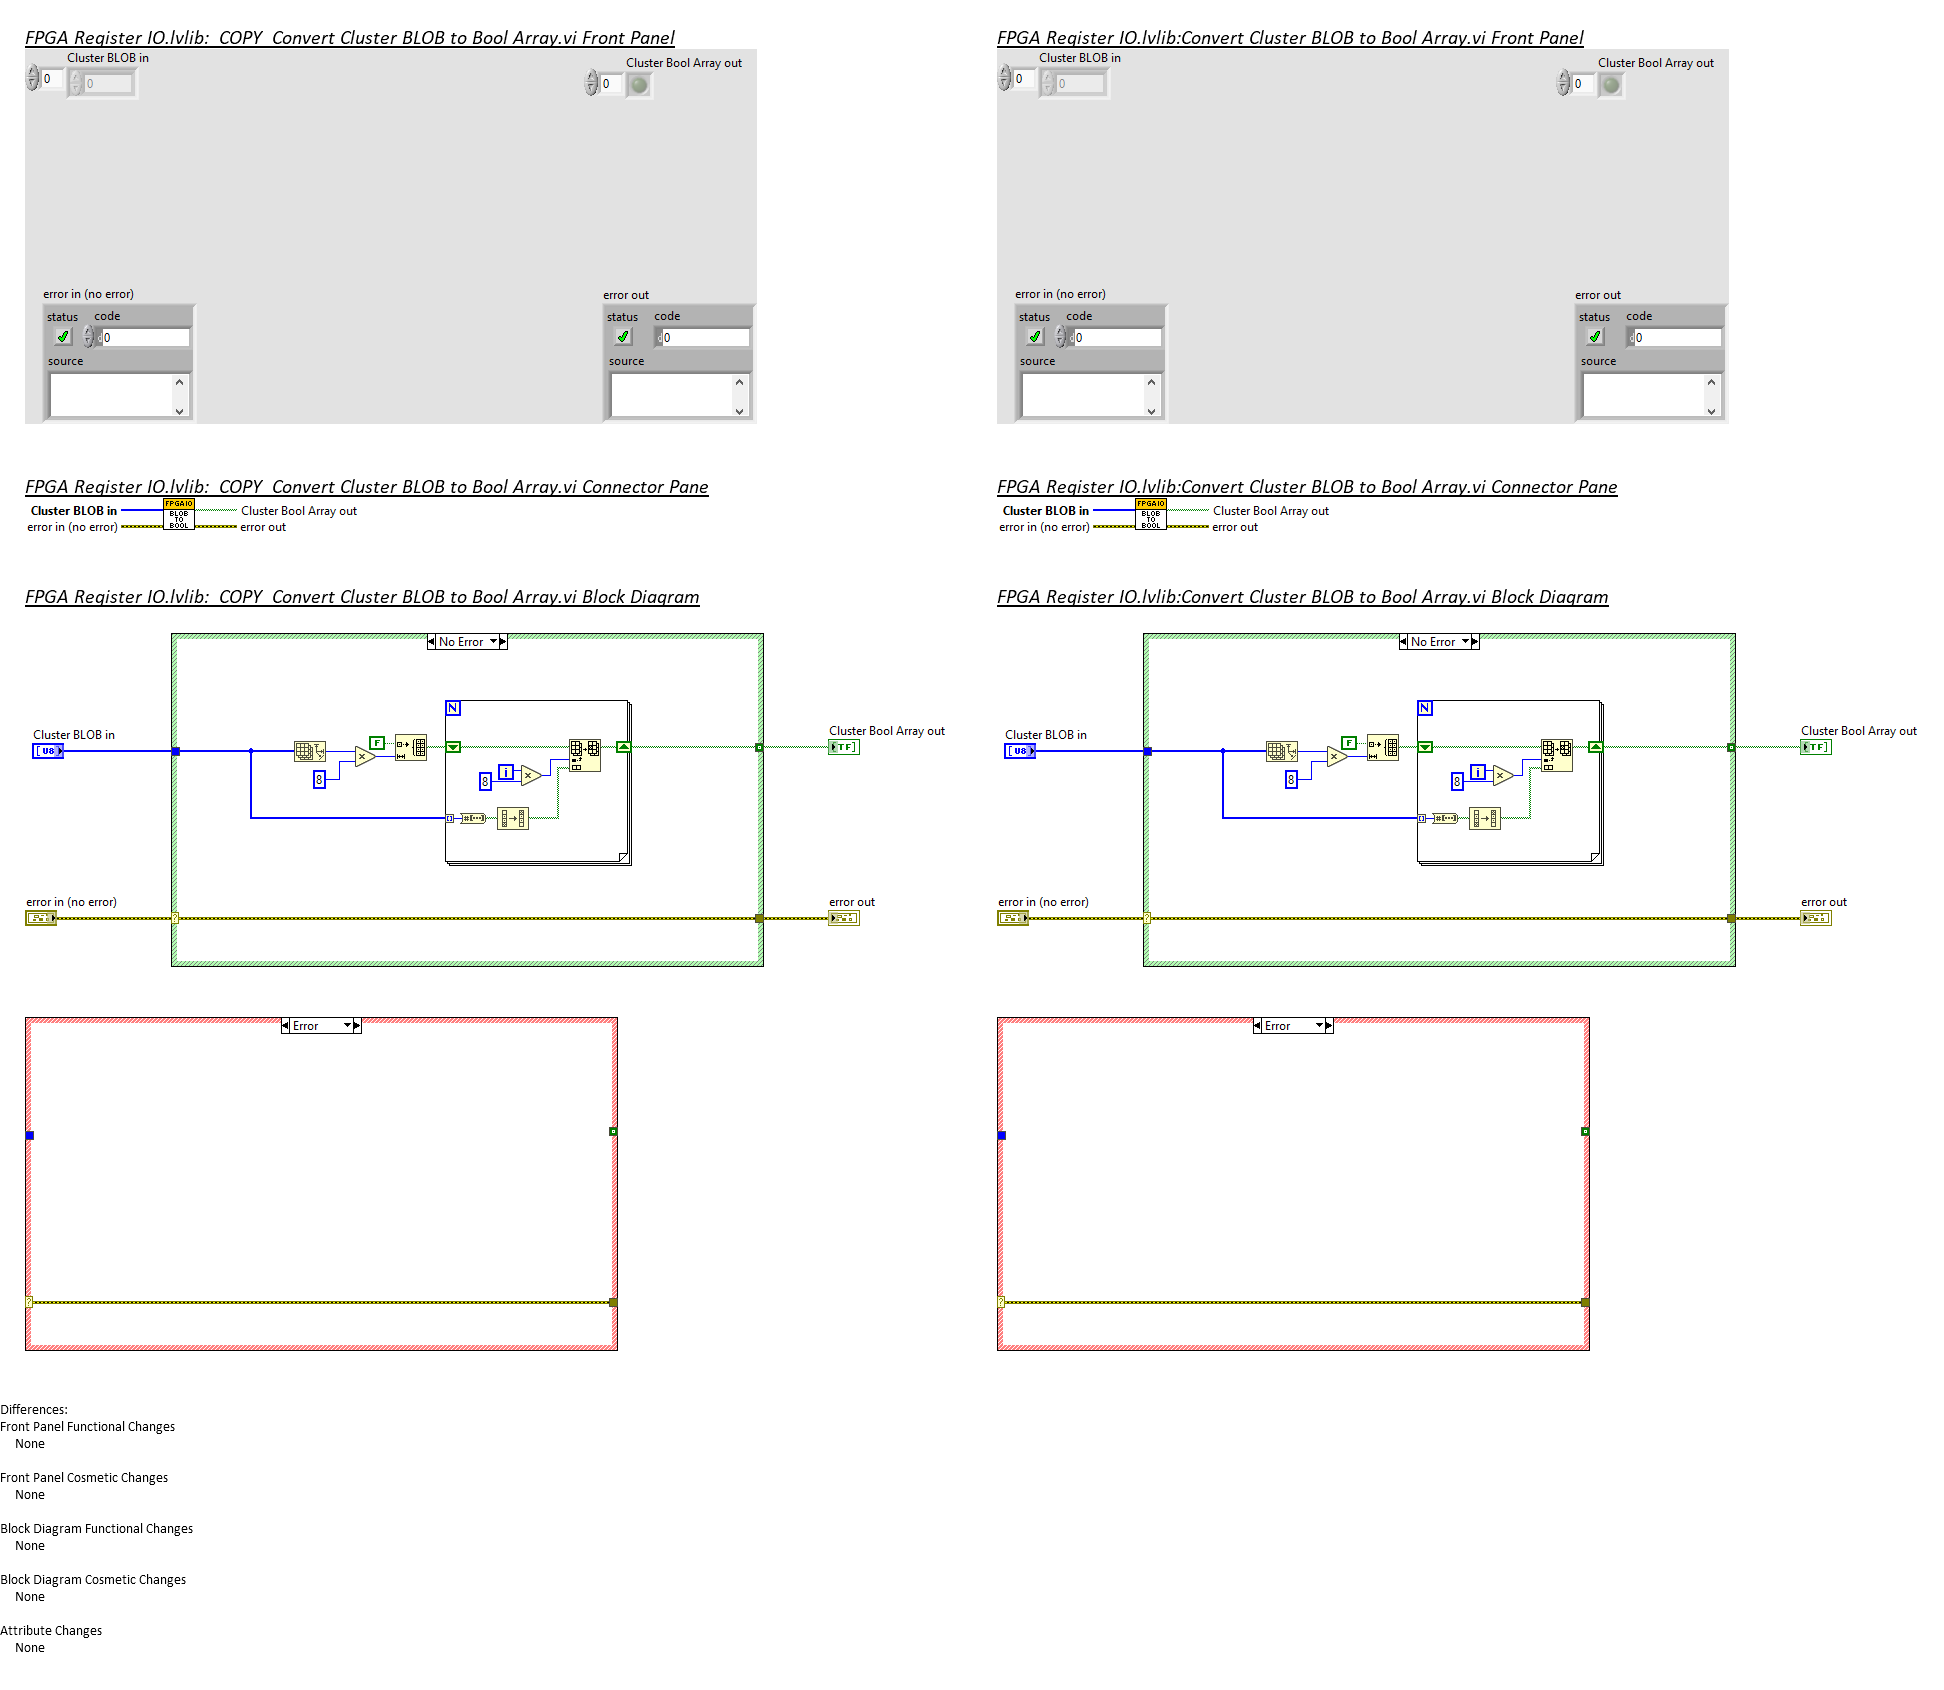 FPGA Register IO.lvlib:  COPY  Convert Cluster BLOB to Bool Array.vi Front Panel
Cluster BLOB in
0
0
Cluster Bool Array out
0
error in (no error)
status
code
0
source
error out
status
code
0
source
FPGA Register IO.lvlib:Convert Cluster BLOB to Bool Array.vi Front Panel
Cluster BLOB in
0
0
Cluster Bool Array out
0
error in (no error)
status
code
0
source
error out
status
code
0
source
FPGA Register IO.lvlib:  COPY  Convert Cluster BLOB to Bool Array.vi Connector Pane
Cluster BLOB in
error in (no error)
FPGA IO
BLOB
TO
BOOL
Cluster Bool Array out
error out
FPGA Register IO.lvlib:Convert Cluster BLOB to Bool Array.vi Connector Pane
Cluster BLOB in
error in (no error)
FPGA IO
BLOB
TO
BOOL
Cluster Bool Array out
error out
FPGA Register IO.lvlib:  COPY  Convert Cluster BLOB to Bool Array.vi Block Diagram
No Error
N
Cluster BLOB in
[U8]
F
8
8
i
x
x
Cluster Bool Array out
TF]
error in (no error)
?
error out
Error
?
FPGA Register IO.lvlib:Convert Cluster BLOB to Bool Array.vi Block Diagram
No Error
N
Cluster BLOB in
[U8]
F
8
8
i
x
x
Cluster Bool Array out
TF]
error in (no error)
?
error out
Error
?
Differences:
Front Panel Functional Changes
None
Front Panel Cosmetic Changes
None
Block Diagram Functional Changes
None
Block Diagram Cosmetic Changes
None
Attribute Changes
None